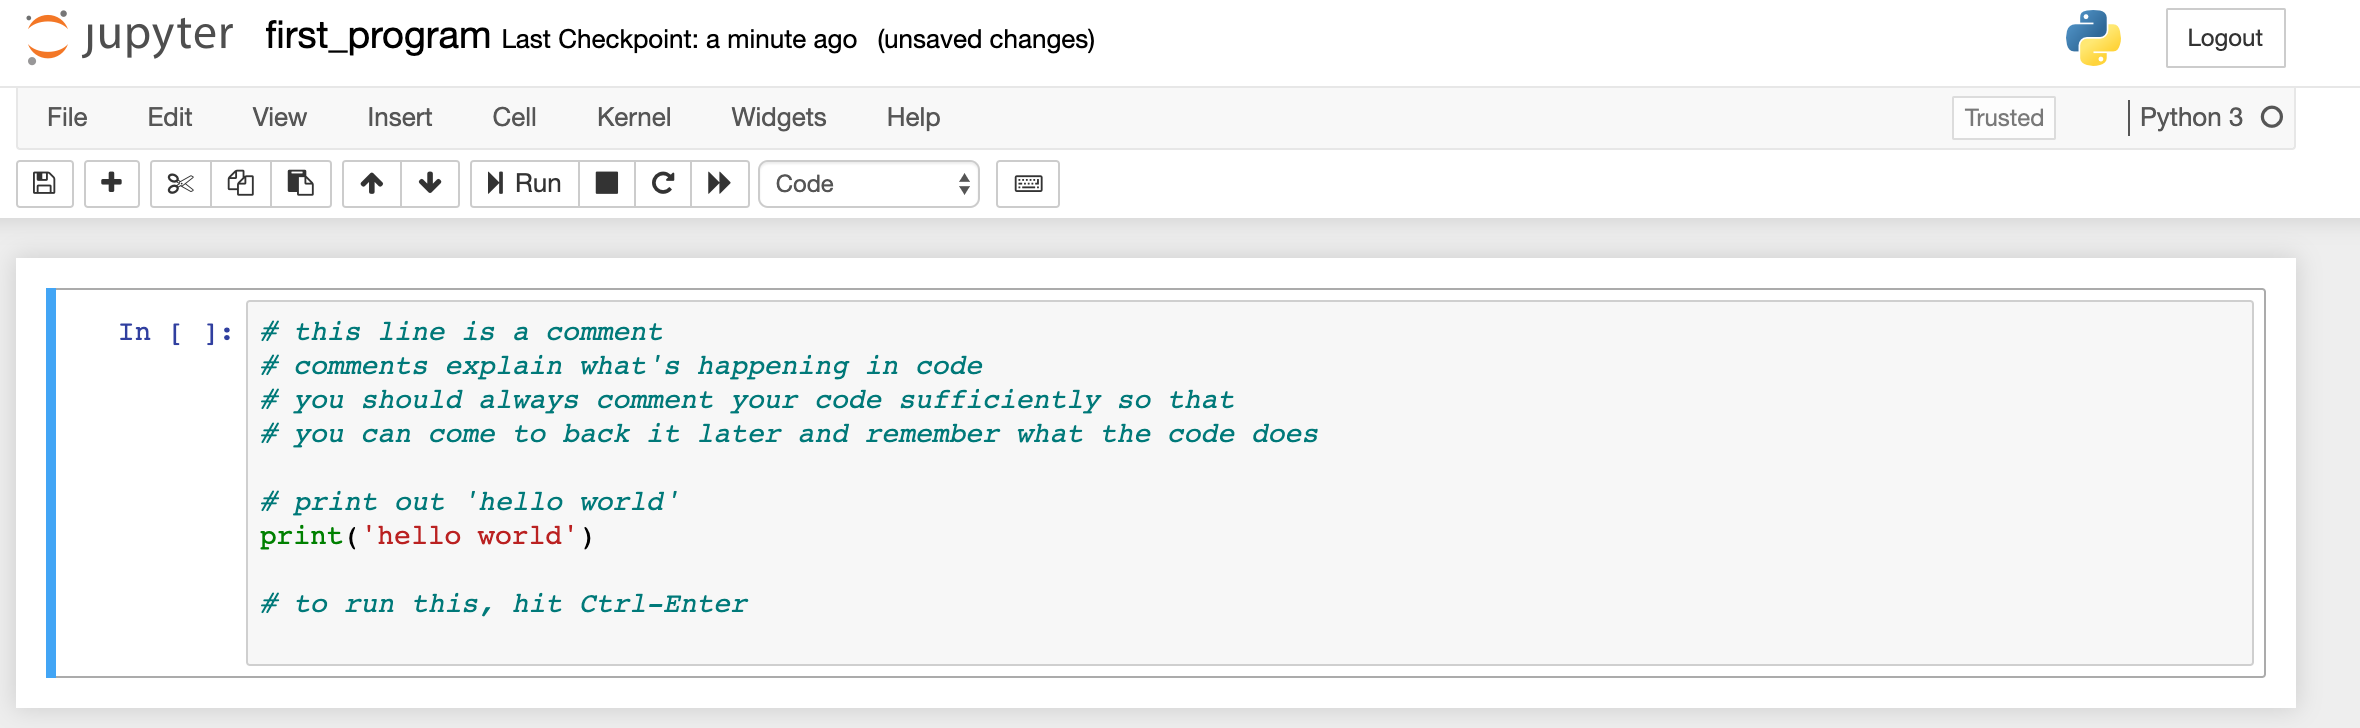 jupyter first_program Last Checkpoint: a minute ago (unsaved changes)
Logout
File Edit View Insert Cell Kernel Widgets Help
Trusted
Python 3
Run
Code
In [ ]:
# this line is a comment
# comments explain what's happening in code
# you should always comment your code sufficiently so that
# you can come to back it later and remember what the code does
# print out 'hello world'
print('hello world')
# to run this, hit Ctrl-Enter